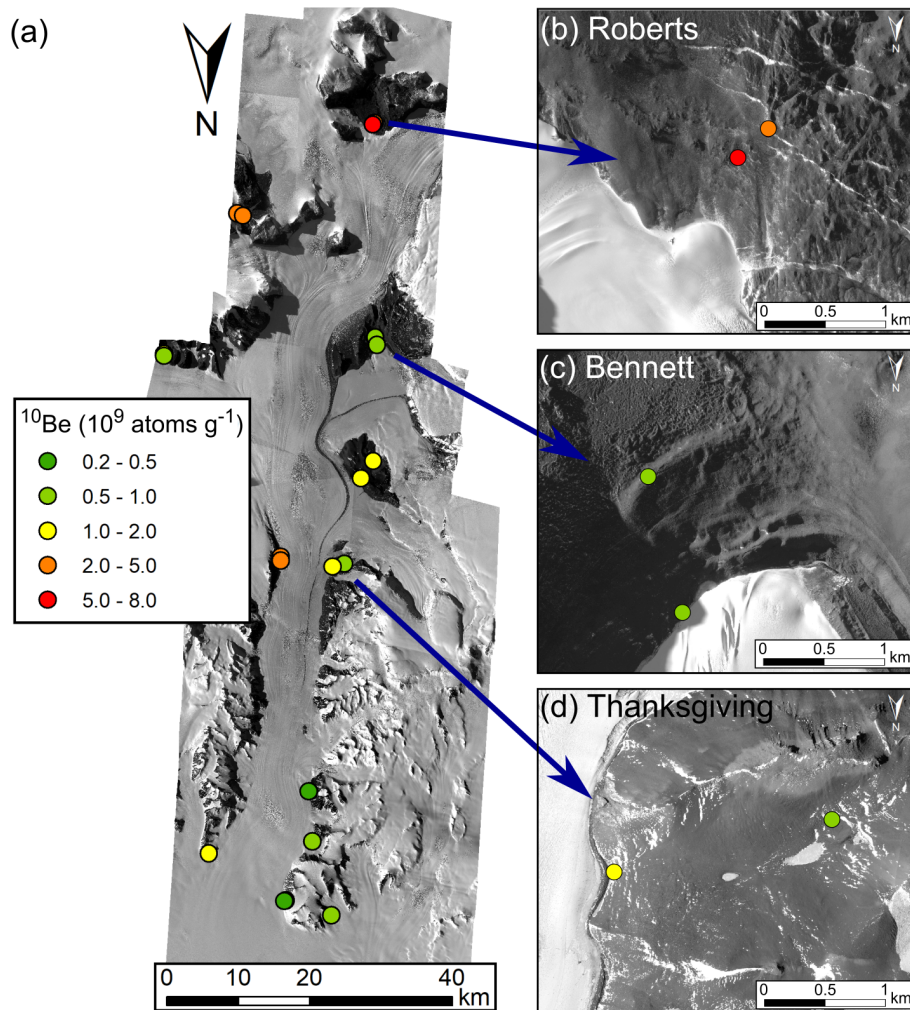 (a)
N
¹⁰Be (10⁹ atoms g⁻¹)
0.2 - 0.5
0.5 - 1.0
1.0 - 2.0
2.0 - 5.0
5.0 - 8.0
0 10 20 40
km
(b) Roberts
N
0 0.5 1
km
(c) Bennett
N
0 0.5 1
km
(d) Thanksgiving
N
0 0.5 1
km